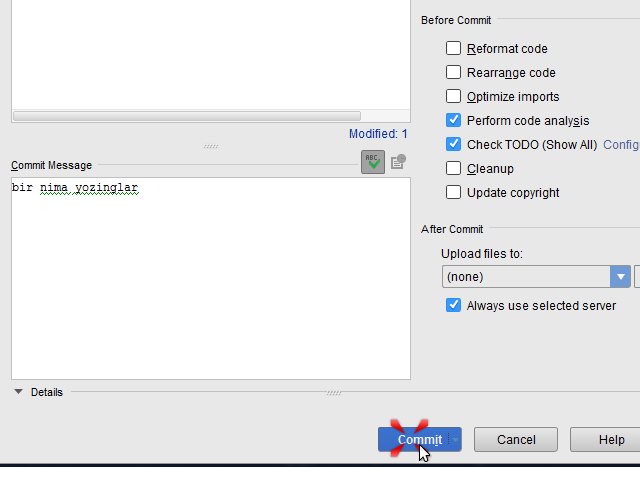 Before Commit
Reformat code
Rearrange code
Optimize imports
Perform code analysis
Modified: 1
Check TODO (Show All) Config
Commit Message
ABC
Cleanup
bir nima yozinglar
Update copyright
After Commit
Upload files to:
(none)
Always use selected server
Details
Commit
Cancel
Help